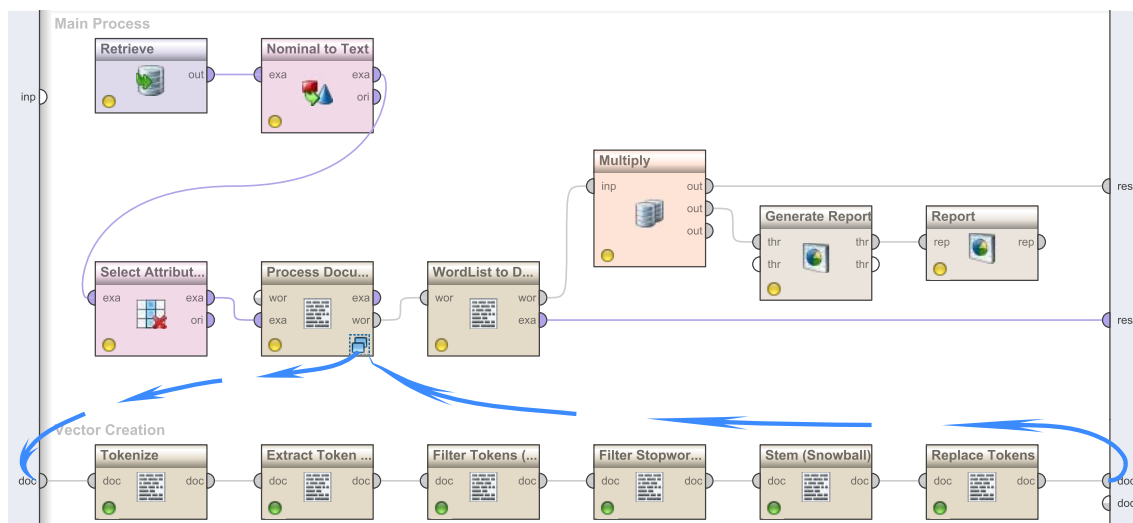 Main Process
Retrieve
out
Nominal to Text
exa exa
ori
inp
Multiply
inp out
out
out
res
Generate Report
thr thr
thr thr
Report
rep rep
Select Attribut...
exa exa
ori
Process Docu...
wor exa
exa wor
WordList to D...
wor wor
exa
res
Vector Creation
doc
Tokenize
doc doc
Extract Token ...
doc doc
Filter Tokens (...
doc doc
Filter Stopwor...
doc doc
Stem (Snowball)
doc doc
Replace Tokens
doc doc
doc
doc